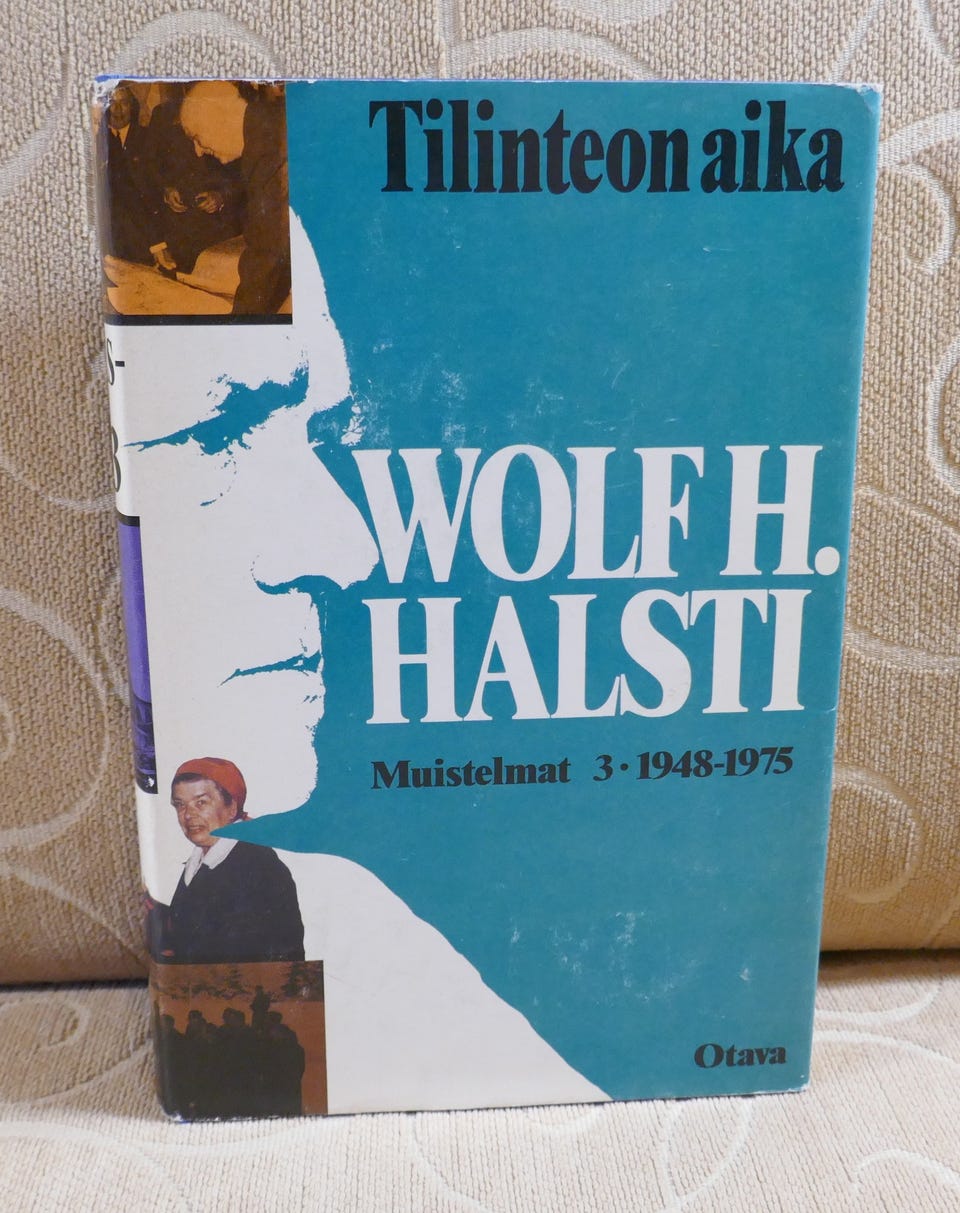 Tilinteon aika
WOLF H.
HALSTI
Muistelmat 3 • 1948-1975
Otava